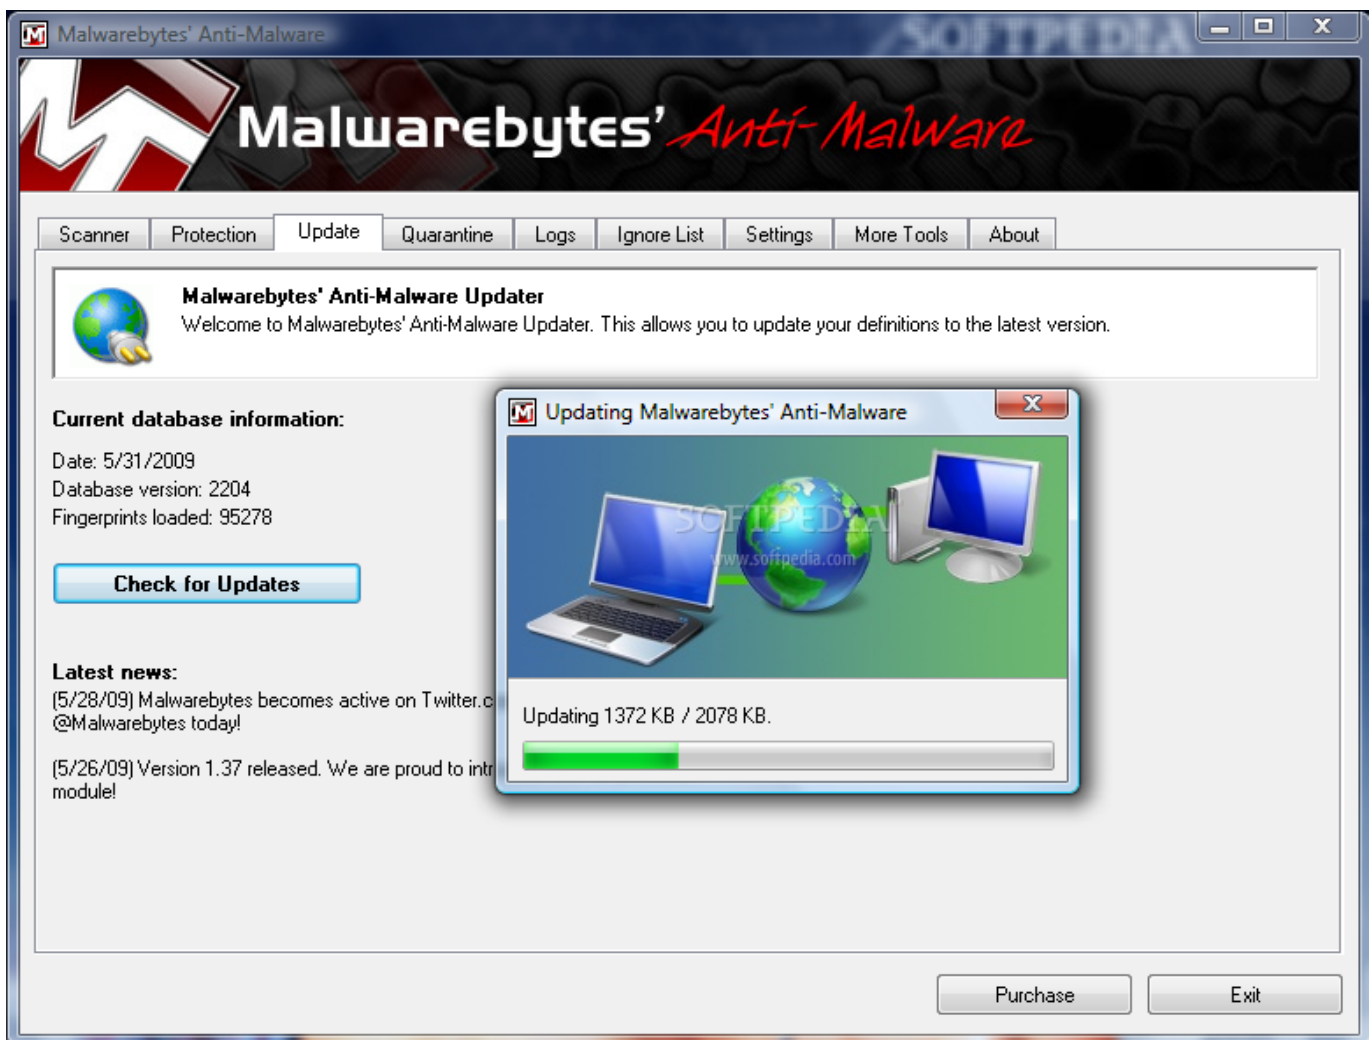 Malwarebytes' Anti-Malware
SOFTPEDIA
Malwarebytes' Anti-Malware
Scanner
Protection
Update
Quarantine
Logs
Ignore List
Settings
More Tools
About
Malwarebytes' Anti-Malware Updater
Welcome to Malwarebytes' Anti-Malware Updater. This allows you to update your definitions to the latest version.
Current database information:
Date: 5/31/2009
Database version: 2204
Fingerprints loaded: 95278
Check for Updates
Latest news:
(5/28/09) Malwarebytes becomes active on Twitter.c
@Malwarebytes today!
(5/26/09) Version 1.37 released. We are proud to intr
module!
Updating Malwarebytes' Anti-Malware
SOFTPEDIA
www.softpedia.com
Updating 1372 KB / 2078 KB.
Purchase
Exit